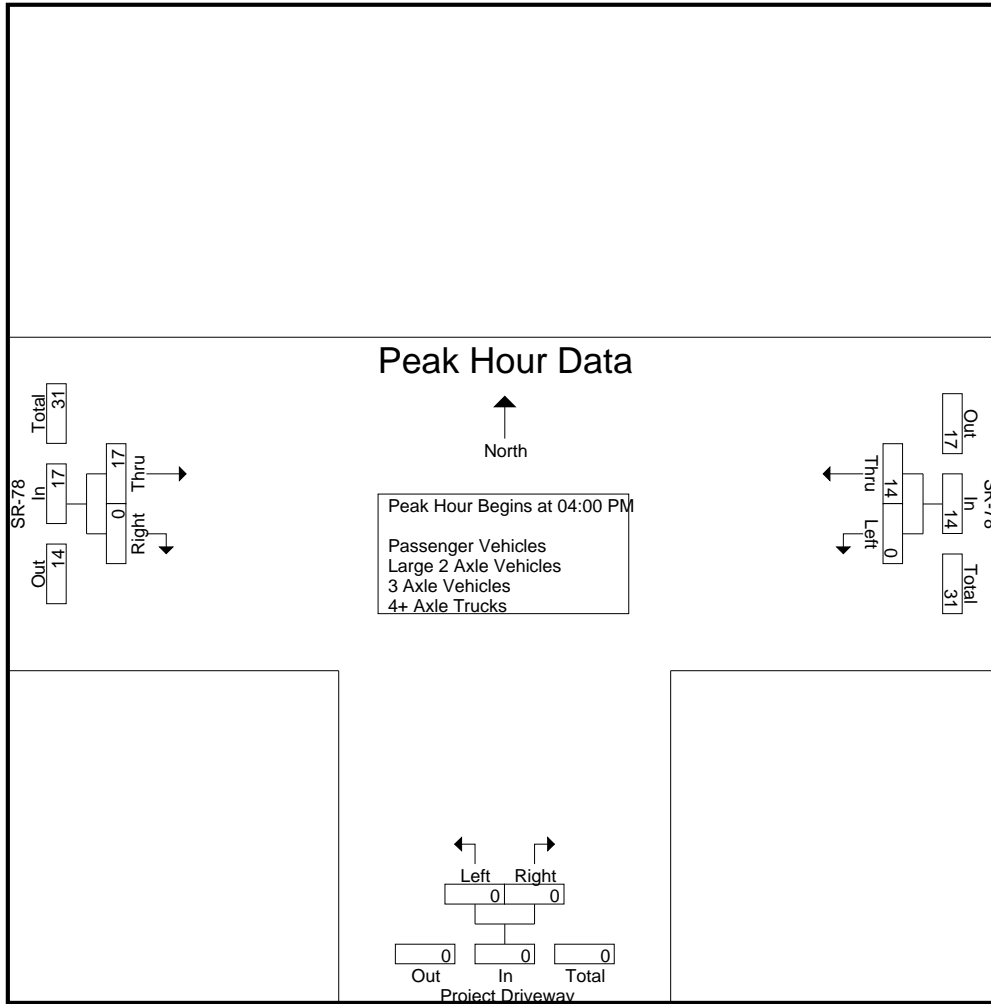 Peak Hour Data
North
Peak Hour Begins at 04:00 PM
Passenger Vehicles
Large 2 Axle Vehicles
3 Axle Vehicles
4+ Axle Trucks
SR-78
Total
31
In
17
Out
14
17
Thru
0
Right
Out
17
In
14
Total
31
SR-78
Thru
14
Left
0
Left Right
0 0
0 0 0
Out In Total
Project Driveway